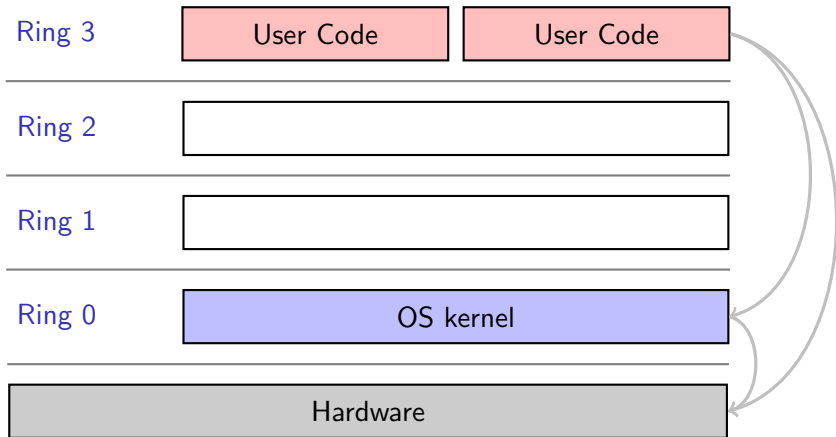 Ring 3 User Code User Code
Ring 2
Ring 1
Ring 0 OS kernel
Hardware